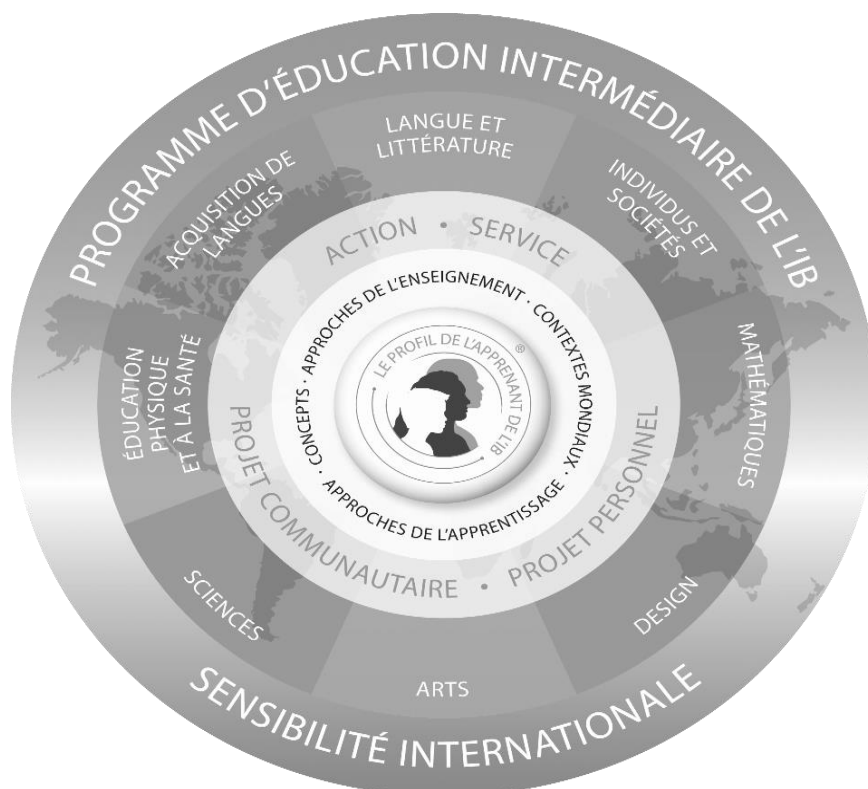 PROGRAMME D'ÉDUCATION INTERMÉDIAIRE DE L'IB
LANGUE ET
LITTÉRATURE
ACQUISITION DE
LANGUES
INDIVIDUS ET
SOCIÉTÉS
ÉDUCATION
PHYSIQUE
ET À LA SANTÉ
MATHÉMATIQUES
SCIENCES
DESIGN
ARTS
ACTION • SERVICE
PROJET COMMUNAUTAIRE • PROJET PERSONNEL
APPROCHES DE L'ENSEIGNEMENT · CONTEXTES MONDIAUX ·
CONCEPTS · APPROCHES DE L'APPRENTISSAGE ·
LE PROFIL DE L'APPRENANT DE L'IB ®
SENSIBILITÉ INTERNATIONALE